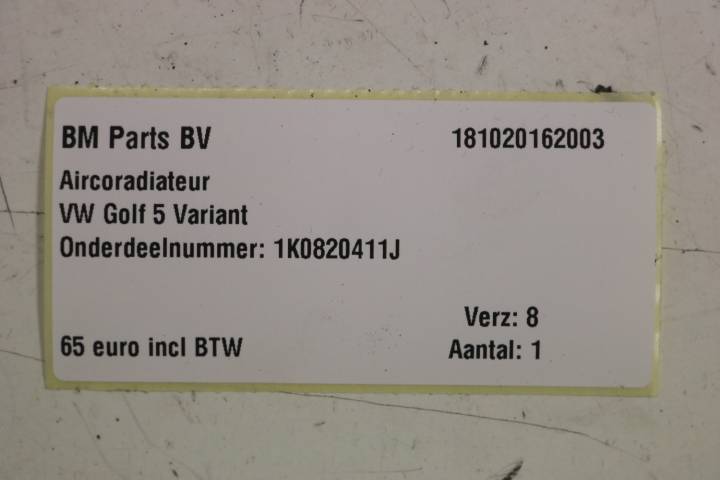 BM Parts BV 181020162003
Aircoradiateur
VW Golf 5 Variant
Onderdeelnummer: 1K0820411J
Verz: 8
65 euro incl BTW Aantal: 1